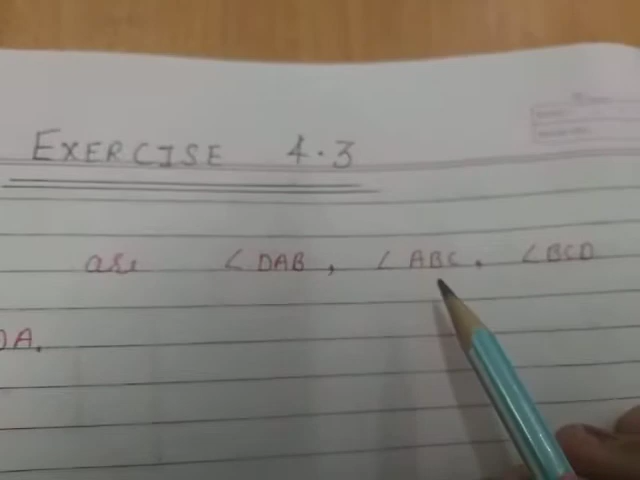 EXERCISE 4.3
are ∠DAB, ∠ABC, ∠BCD
DA.